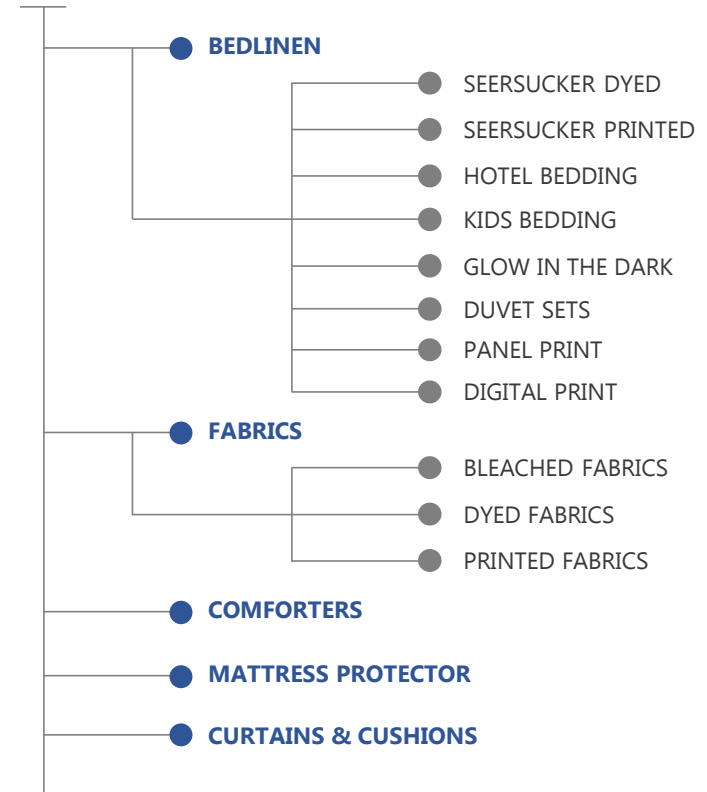 BEDLINEN
SEERSUCKER DYED
SEERSUCKER PRINTED
HOTEL BEDDING
KIDS BEDDING
GLOW IN THE DARK
DUVET SETS
PANEL PRINT
DIGITAL PRINT
FABRICS
BLEACHED FABRICS
DYED FABRICS
PRINTED FABRICS
COMFORTERS
MATTRESS PROTECTOR
CURTAINS & CUSHIONS